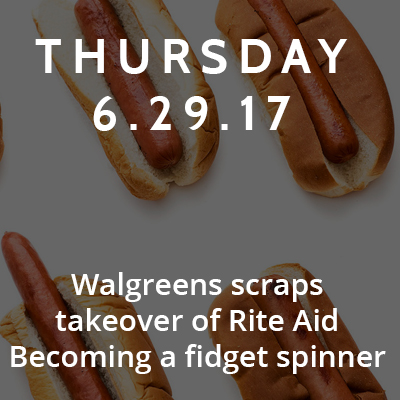 THURSDAY
6.29.17
Walgreens scraps
takeover of Rite Aid
Becoming a fidget spinner